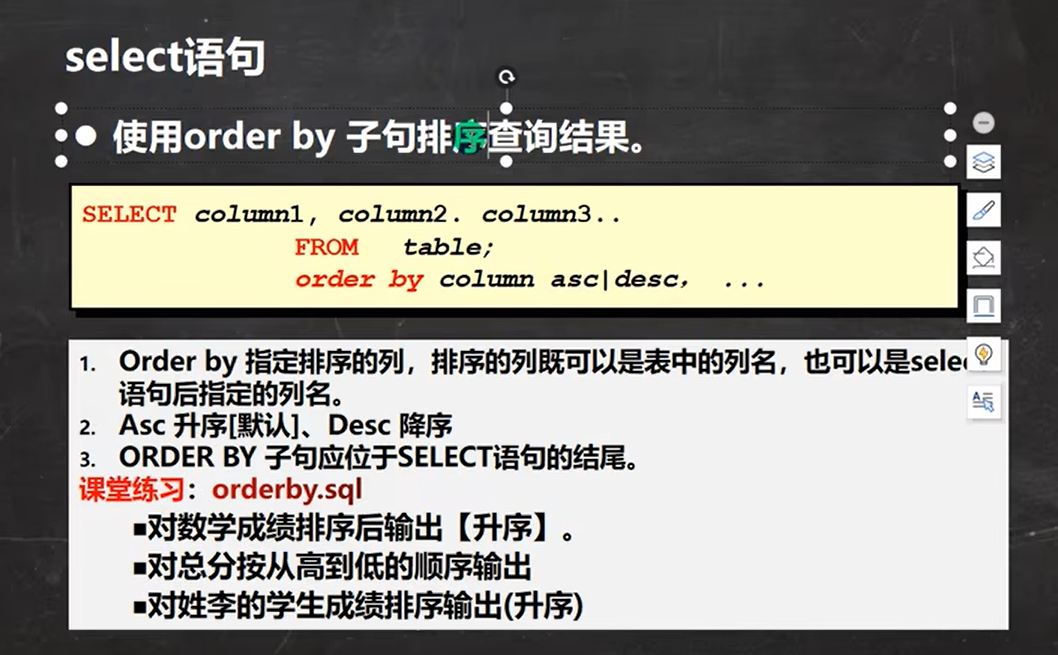 select语句
● 使用order by 子句排序查询结果。
SELECT column1, column2. column3..
FROM table;
order by column asc|desc， ...
1. Order by 指定排序的列，排序的列既可以是表中的列名，也可以是selec
语句后指定的列名。
2. Asc 升序[默认]、Desc 降序
3. ORDER BY 子句应位于SELECT语句的结尾。
课堂练习：orderby.sql
■对数学成绩排序后输出【升序】。
■对总分按从高到低的顺序输出
■对姓李的学生成绩排序输出(升序)